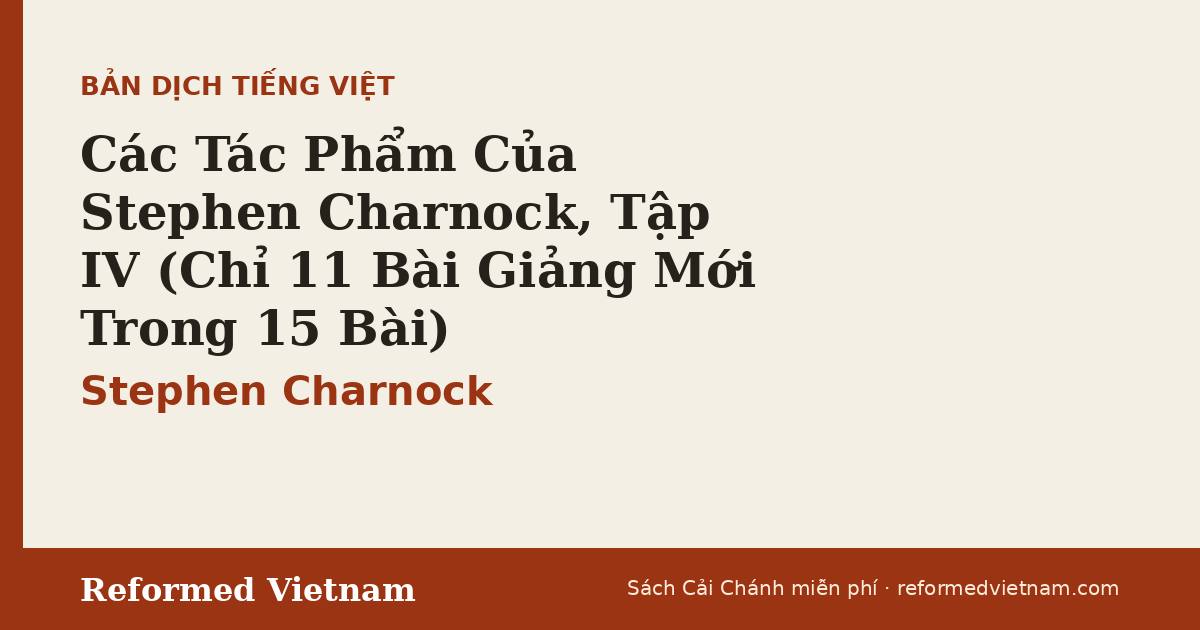 BẢN DỊCH TIẾNG VIỆT
Các Tác Phẩm Của
Stephen Charnock, Tập
IV (Chỉ 11 Bài Giảng Mới
Trong 15 Bài)
Stephen Charnock
Reformed Vietnam
Sách Cải Chánh miễn phí · reformedvietnam.com